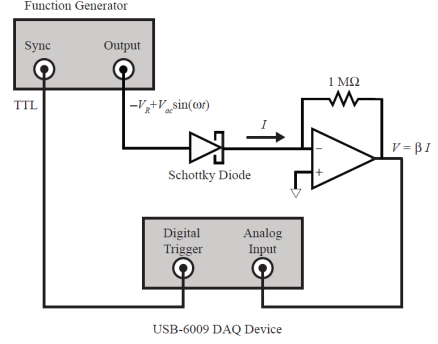 Function Generator
Sync
Output
TTL
−V_R+V_ac sin(ωt)
I
1 MΩ
−
+
V = β I
Schottky Diode
Digital
Trigger
Analog
Input
USB-6009 DAQ Device